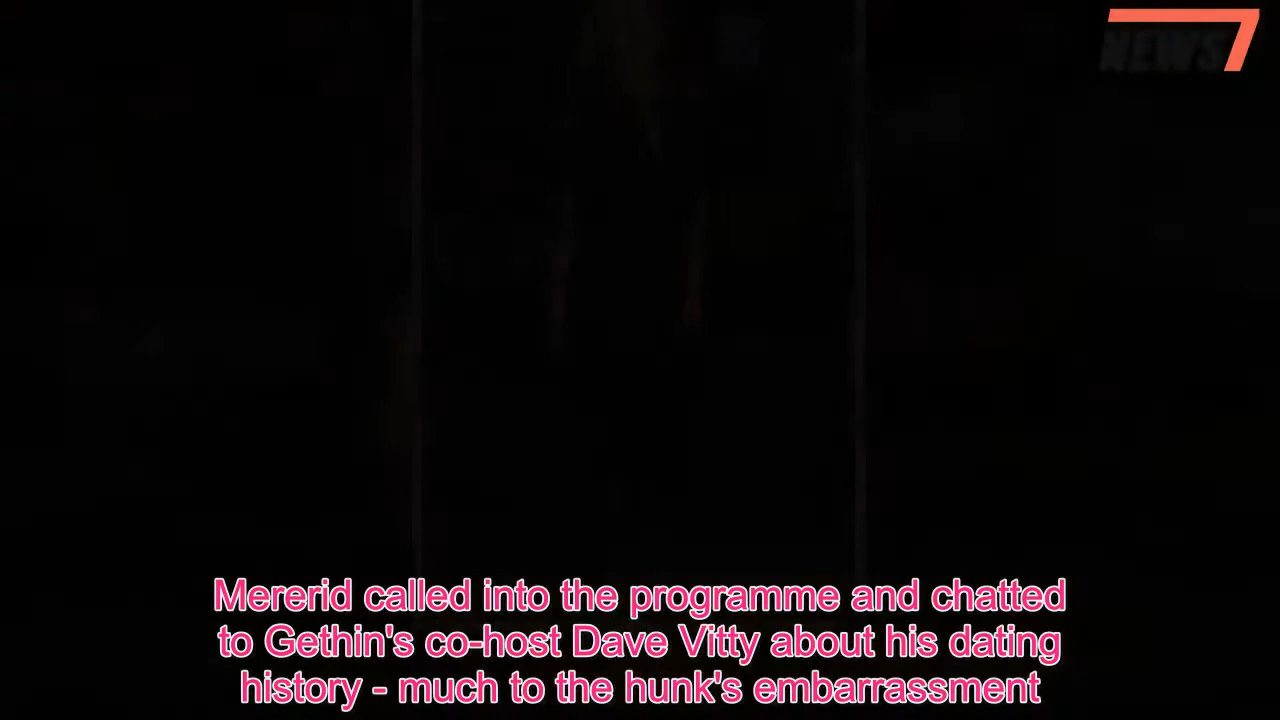 NEWS7
Mererid called into the programme and chatted
to Gethin's co-host Dave Vitty about his dating
history - much to the hunk's embarrassment